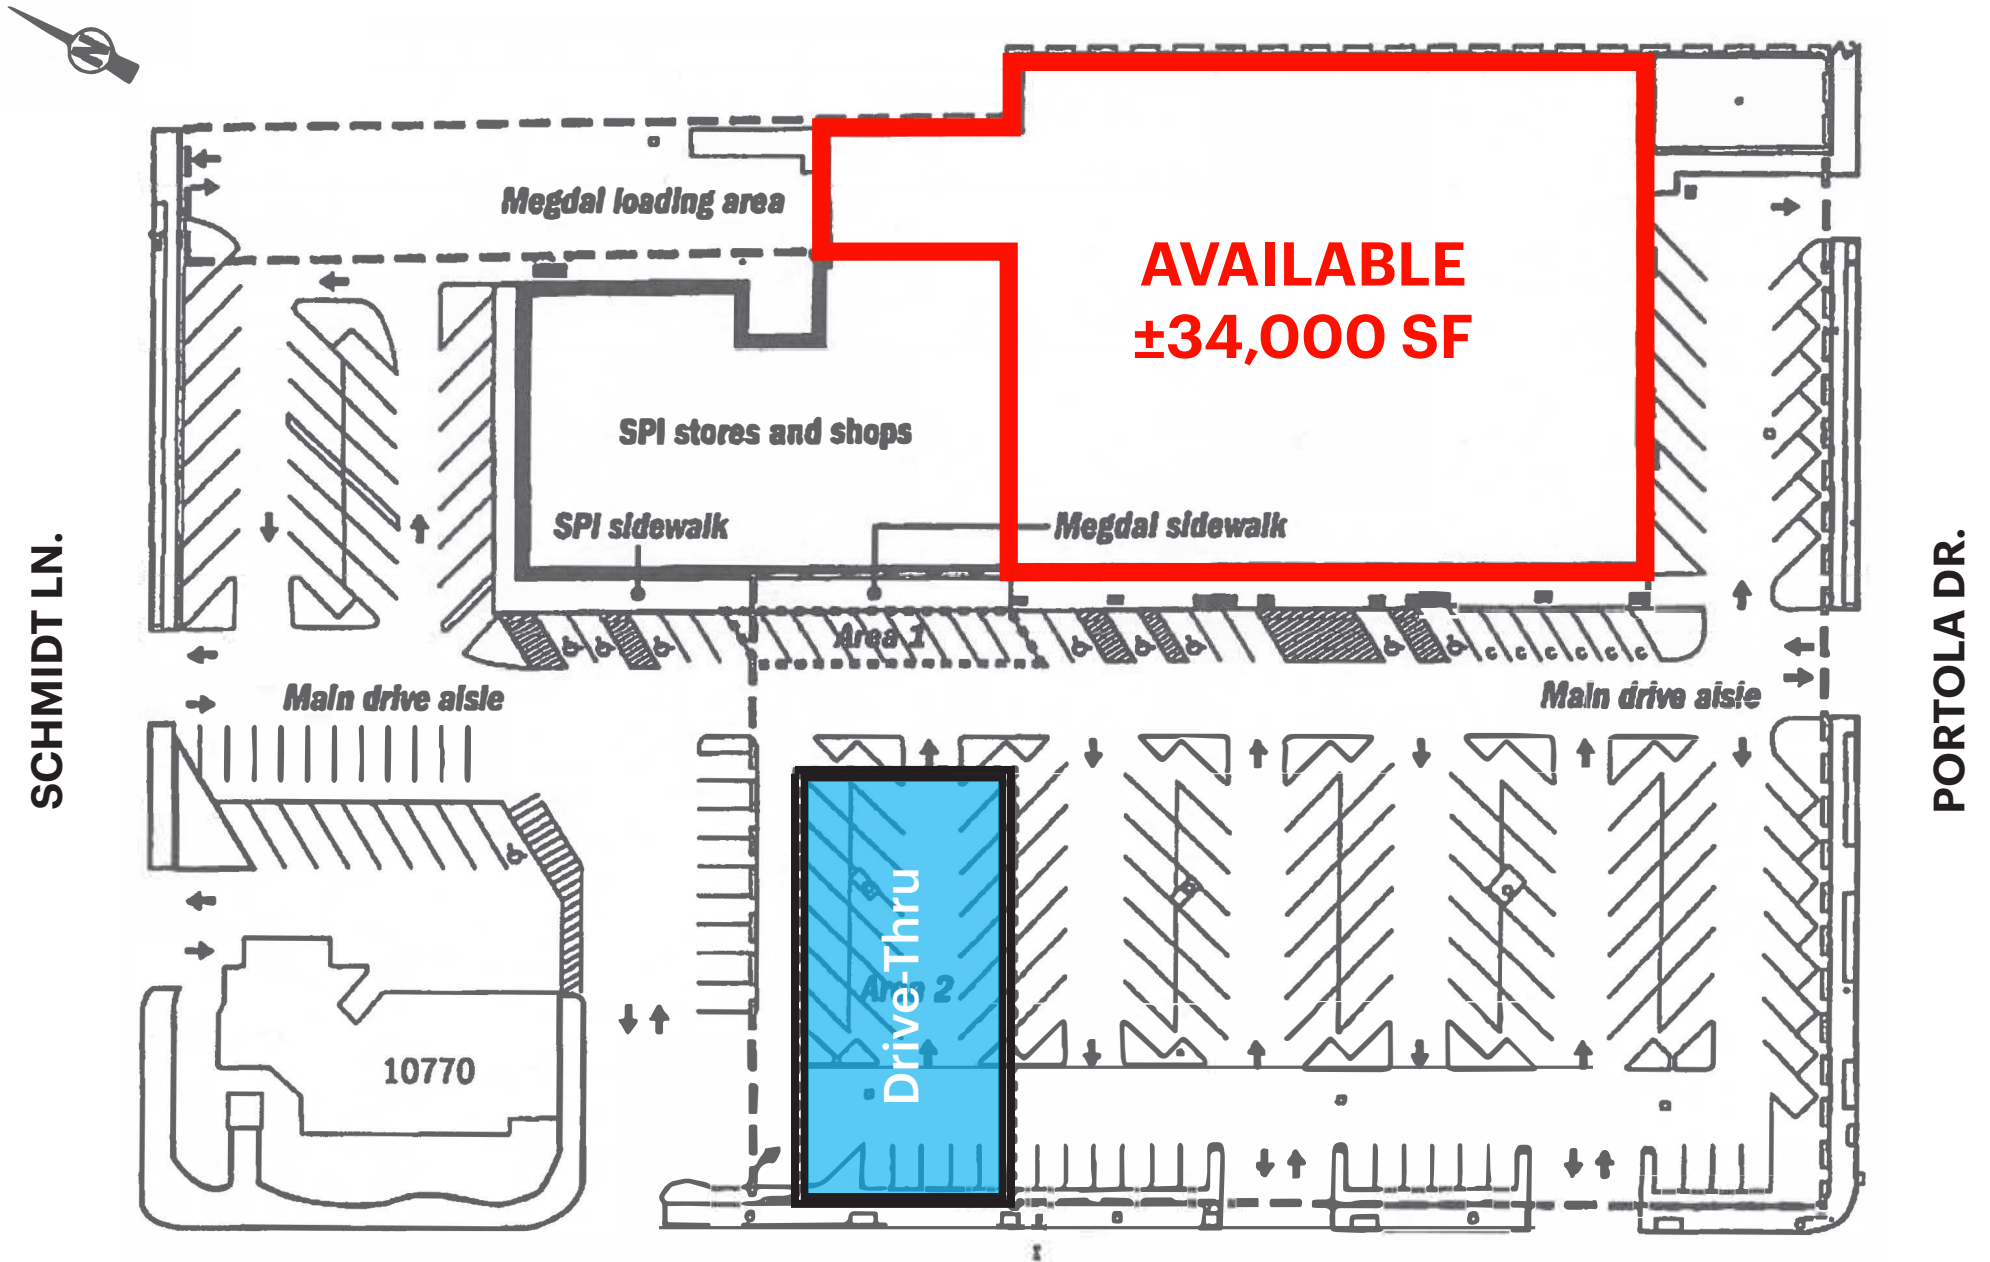 N
Megdal loading area
AVAILABLE
±34,000 SF
SPI stores and shops
SPI sidewalk
Megdal sidewalk
Area 1
SCHMIDT LN.
PORTOLA DR.
Main drive aisle
Main drive aisle
Drive-Thru
Area 2
10770